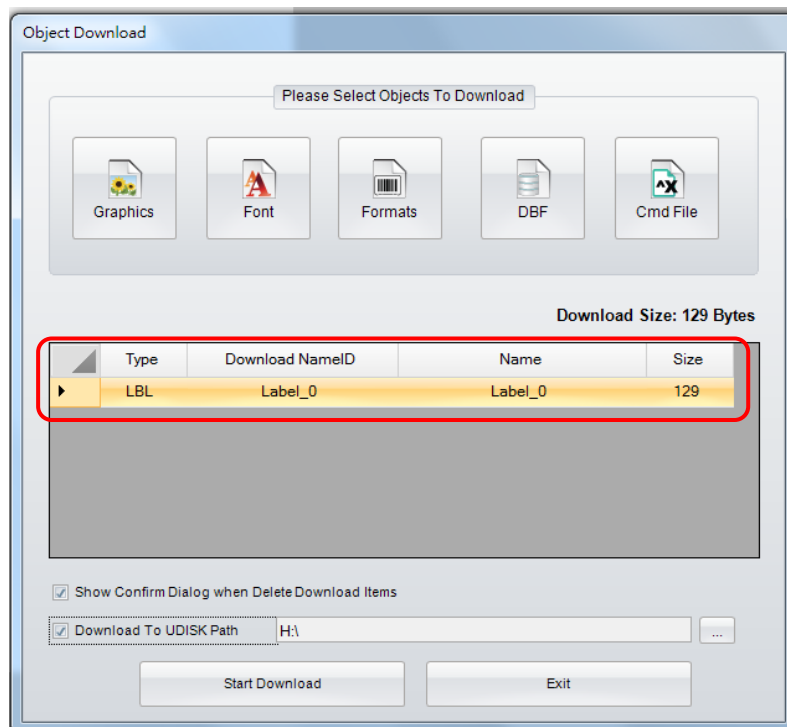 Object Download
Please Select Objects To Download
Graphics Font Formats DBF Cmd File
Download Size: 129 Bytes
Type Download NameID Name Size
LBL Label_0 Label_0 129
Show Confirm Dialog when Delete Download Items
Download To UDISK Path H:\ ...
Start Download Exit